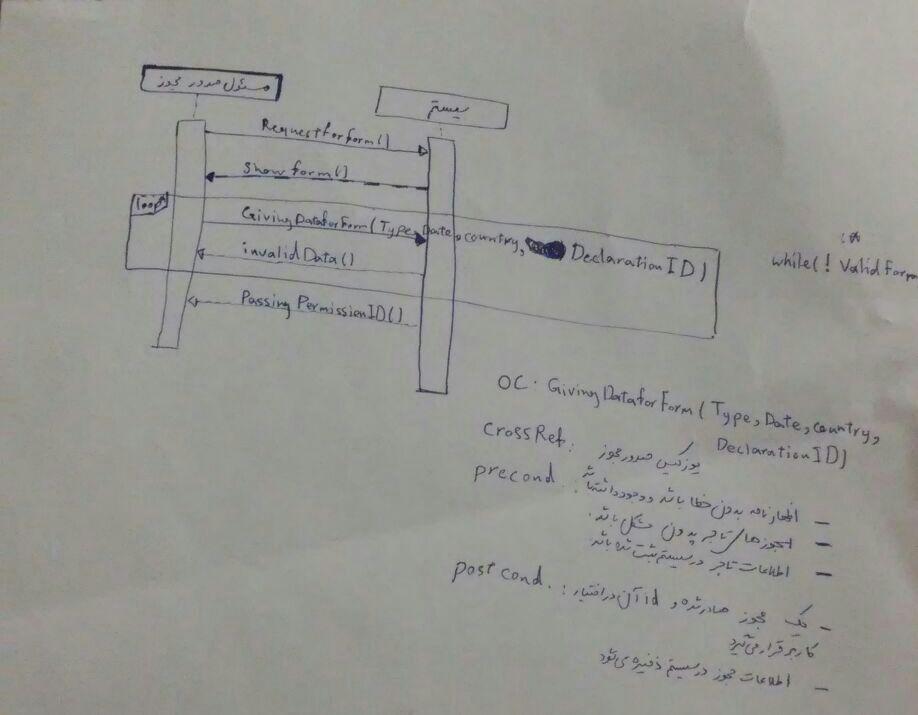 مسئول صدور مجوز
سیستم
RequestforForm()
Show form()
loop
GivingDataforForm(Type, Date, country, DeclarationID)
invalidData()
while(! ValidForm
Passing PermissionID()
OC. GivingDataforForm(Type, Date, country,
DeclarationID)
CrossRef: یوزکیس صدور مجوز
precond:
- اظهارنامه بدون خطا باشد و وجود داشته باشد
- مجوزهای تاجر بدون مشکل باشد.
- اطلاعات تاجر در سیستم ثبت شده باشد
post cond.:
- یک مجوز صادر شده و id آن در اختیار
کاربر قرار می‌گیرد
- اطلاعات مجوز در سیستم ذخیره می‌شود